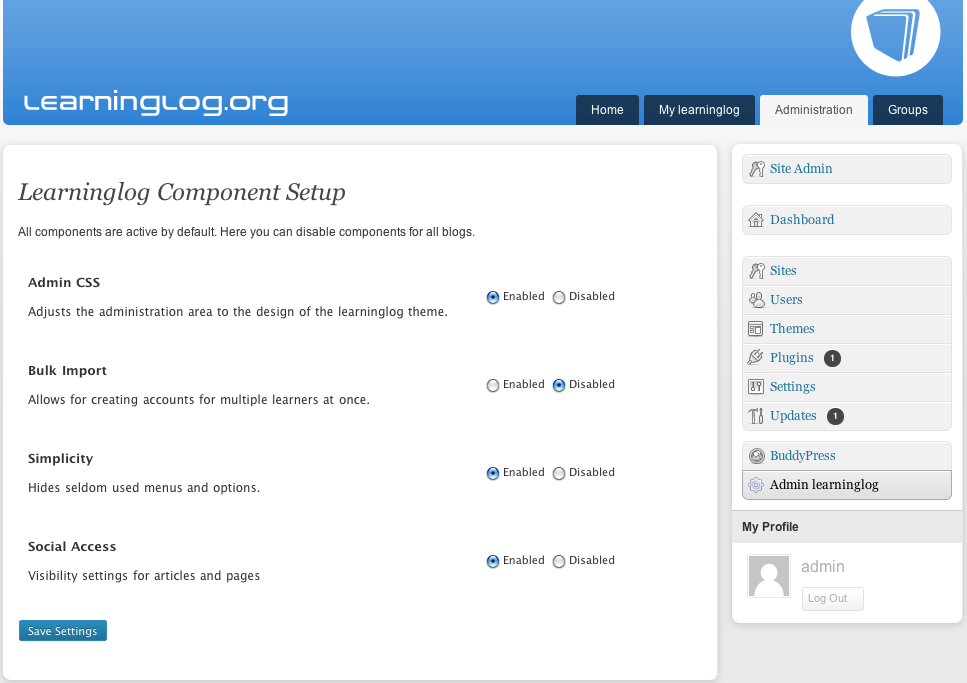 Learninglog.org
Home
My learninglog
Administration
Groups
Learninglog Component Setup
All components are active by default. Here you can disable components for all blogs.
Admin CSS
Adjusts the administration area to the design of the learninglog theme.
Enabled Disabled
Bulk Import
Allows for creating accounts for multiple learners at once.
Enabled Disabled
Simplicity
Hides seldom used menus and options.
Enabled Disabled
Social Access
Visibility settings for articles and pages
Enabled Disabled
Save Settings
Site Admin
Dashboard
Sites
Users
Themes
Plugins 1
Settings
Updates 1
BuddyPress
Admin learninglog
My Profile
admin
Log Out